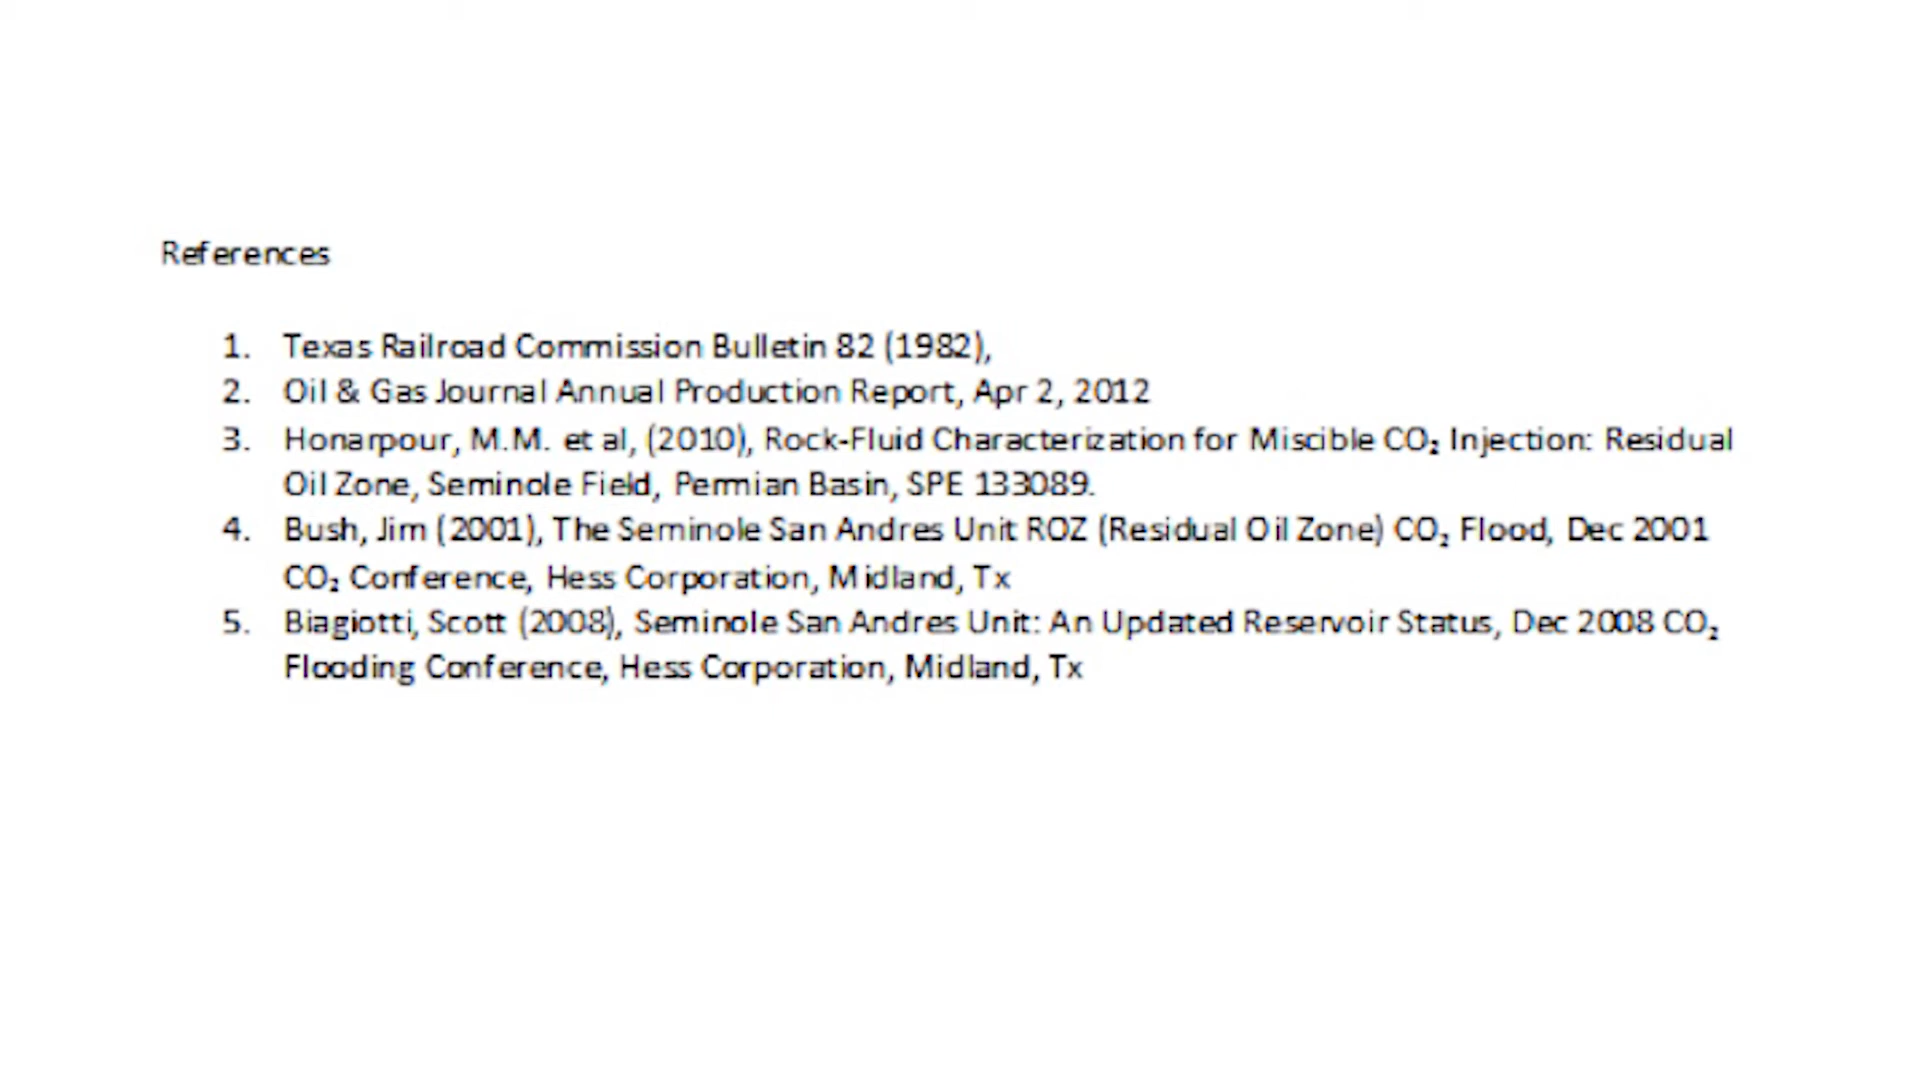 References
1. Texas Railroad Commission Bulletin 82 (1982),
2. Oil & Gas Journal Annual Production Report, Apr 2, 2012
3. Honarpour, M.M. et al, (2010), Rock-Fluid Characterization for Miscible CO₂ Injection: Residual
Oil Zone, Seminole Field, Permian Basin, SPE 133089.
4. Bush, Jim (2001), The Seminole San Andres Unit ROZ (Residual Oil Zone) CO₂ Flood, Dec 2001
CO₂ Conference, Hess Corporation, Midland, Tx
5. Biagiotti, Scott (2008), Seminole San Andres Unit: An Updated Reservoir Status, Dec 2008 CO₂
Flooding Conference, Hess Corporation, Midland, Tx